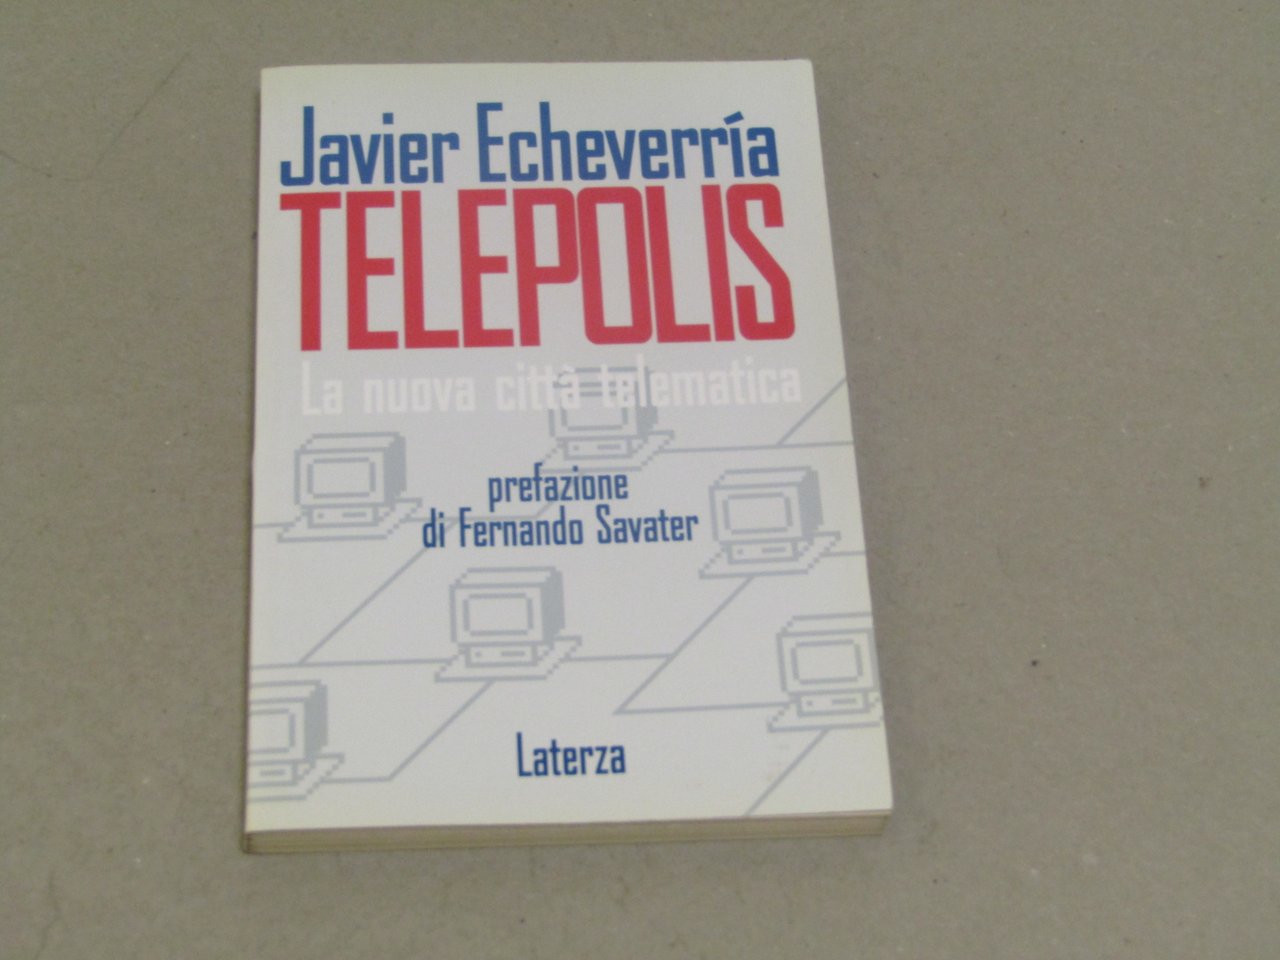 Javier Echeverría
TELEPOLIS
La nuova città telematica
prefazione
di Fernando Savater
Laterza